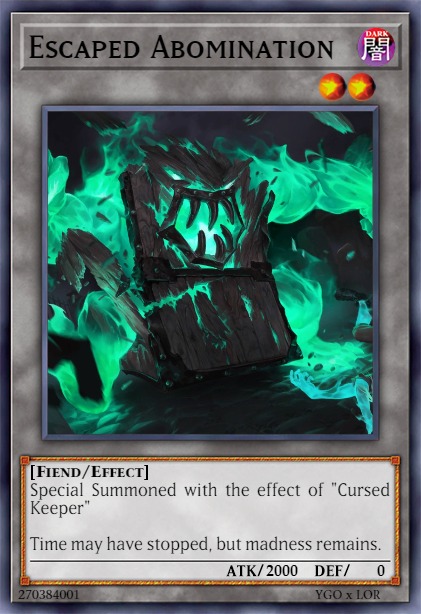 Escaped Abomination
DARK
闇
[Fiend/Effect]
Special Summoned with the effect of "Cursed
Keeper"
Time may have stopped, but madness remains.
ATK/2000 DEF/ 0
270384001 YGO x LOR